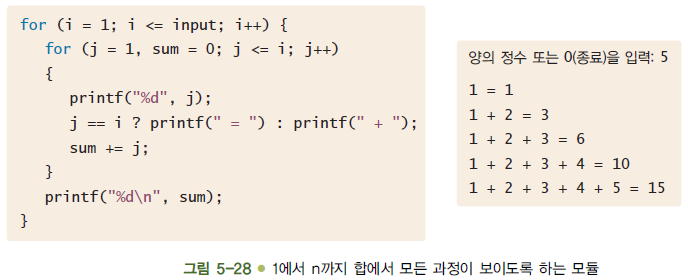 for (i = 1; i <= input; i++) {
for (j = 1, sum = 0; j <= i; j++)
{
printf("%d", j);
j == i ? printf(" = ") : printf(" + ");
sum += j;
}
printf("%d\n", sum);
}
양의 정수 또는 0(종료)을 입력: 5
1 = 1
1 + 2 = 3
1 + 2 + 3 = 6
1 + 2 + 3 + 4 = 10
1 + 2 + 3 + 4 + 5 = 15
그림 5-28 ● 1에서 n까지 합에서 모든 과정이 보이도록 하는 모듈